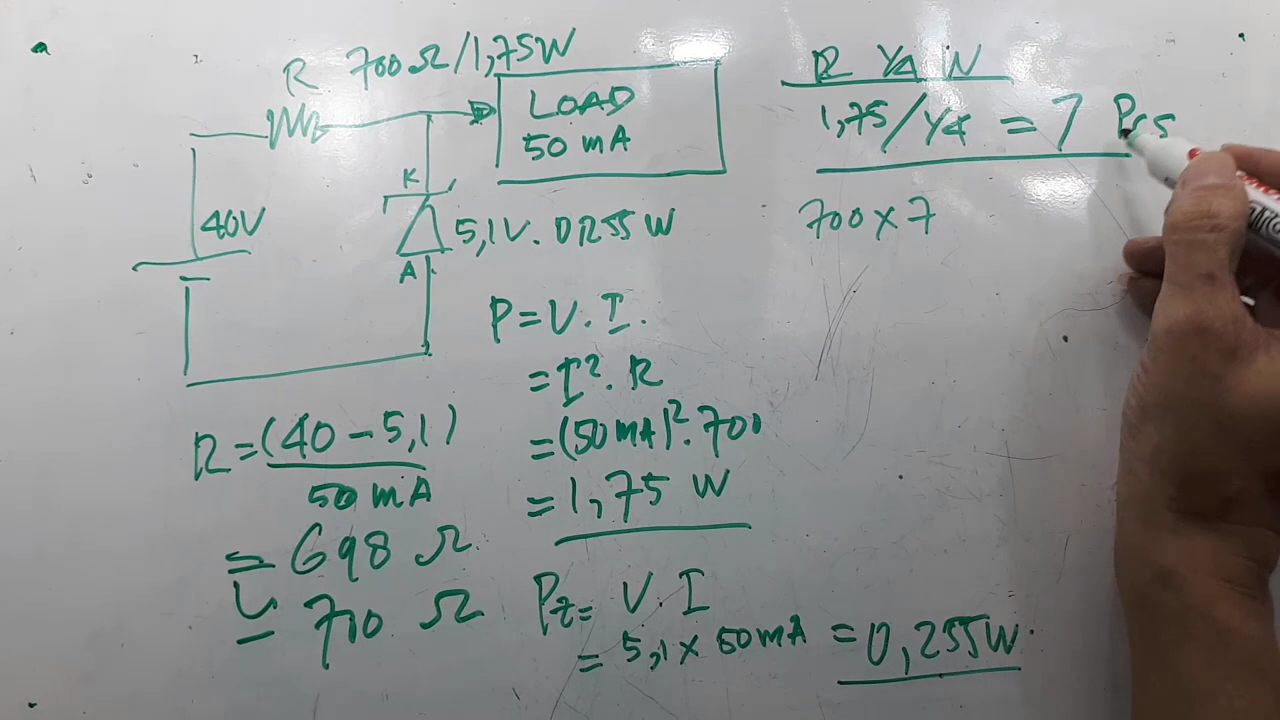 R 700Ω/1,75W
LOAD
50 mA
40V
K
A
5,1V. 0,255W
R = (40 - 5,1)
50 mA
= 698 Ω
≅ 700 Ω
P = V. I.
= I². R
= (50 mA)². 700
= 1,75 W
Pz = V. I
= 5,1 x 50 mA = 0,255W.
R 1/4 W
1,75 / 1/4 = 7 Pcs
700 x 7